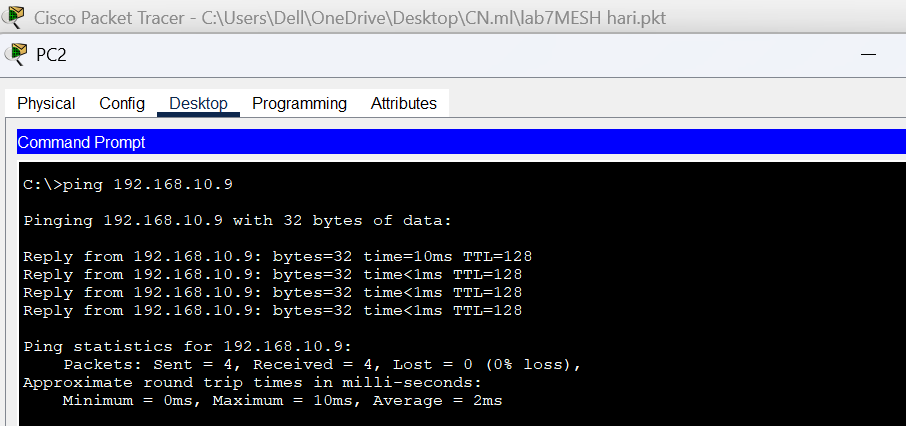 Cisco Packet Tracer - C:\Users\Dell\OneDrive\Desktop\CN.ml\lab7MESH hari.pkt
PC2
Physical Config Desktop Programming Attributes
Command Prompt
C:\>ping 192.168.10.9
Pinging 192.168.10.9 with 32 bytes of data:
Reply from 192.168.10.9: bytes=32 time=10ms TTL=128
Reply from 192.168.10.9: bytes=32 time<1ms TTL=128
Reply from 192.168.10.9: bytes=32 time<1ms TTL=128
Reply from 192.168.10.9: bytes=32 time<1ms TTL=128
Ping statistics for 192.168.10.9:
Packets: Sent = 4, Received = 4, Lost = 0 (0% loss),
Approximate round trip times in milli-seconds:
Minimum = 0ms, Maximum = 10ms, Average = 2ms